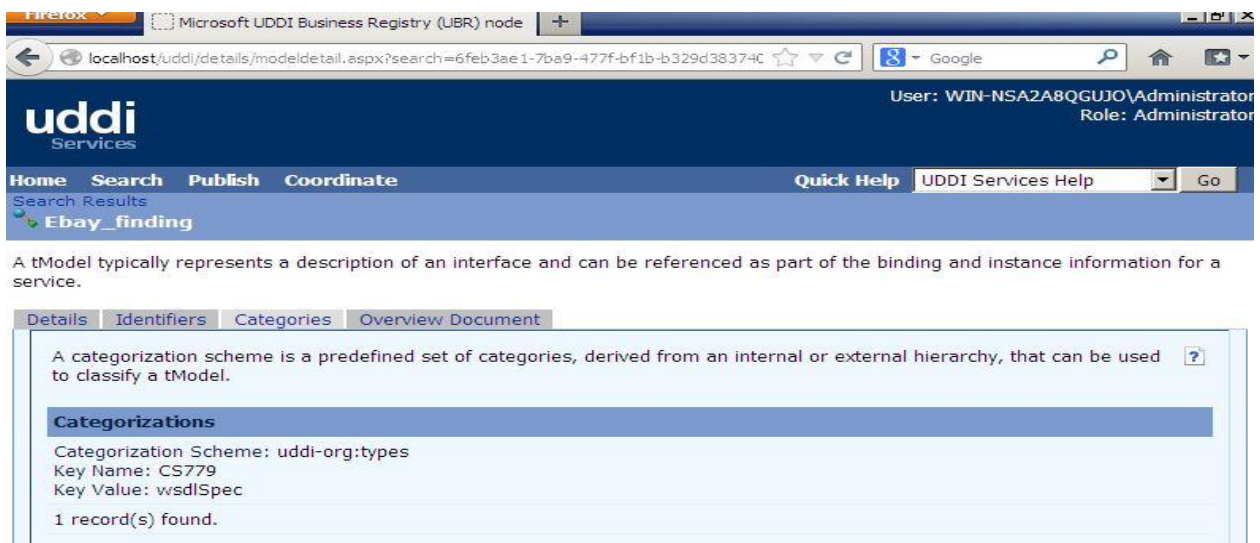 Firefox
Microsoft UDDI Business Registry (UBR) node
localhost/uddi/details/modeldetail.aspx?search=6feb3ae1-7ba9-477f-bf1b-b329d383740
Google
User: WIN-NSA2A8QGUJO\Administrator
Role: Administrator
uddi
Services
Home Search Publish Coordinate Quick Help UDDI Services Help Go
Search Results
Ebay_finding
A tModel typically represents a description of an interface and can be referenced as part of the binding and instance information for a
service.
Details Identifiers Categories Overview Document
A categorization scheme is a predefined set of categories, derived from an internal or external hierarchy, that can be used
to classify a tModel.
Categorizations
Categorization Scheme: uddi-org:types
Key Name: CS779
Key Value: wsdlSpec
1 record(s) found.